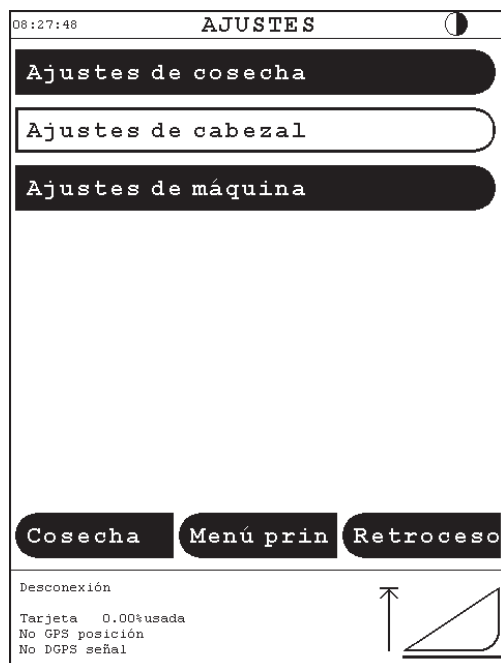 08:27:48 AJUSTES
Ajustes de cosecha
Ajustes de cabezal
Ajustes de máquina
Cosecha Menú prin Retroceso
Desconexión
Tarjeta 0.00%usada
No GPS posición
No DGPS señal